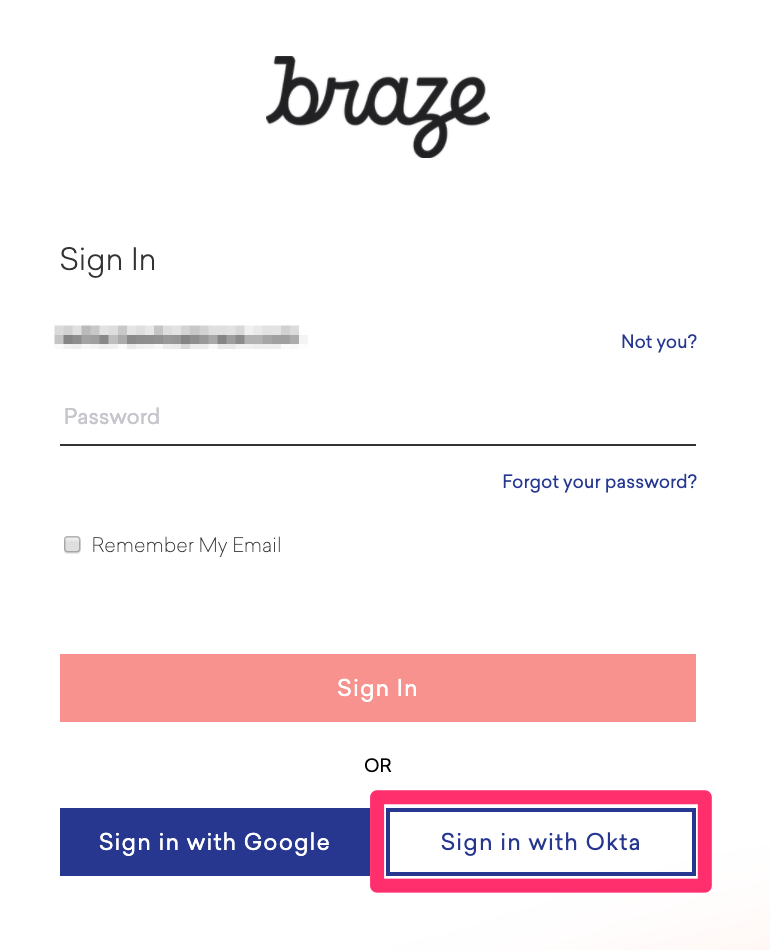 braze
Sign In
Not you?
Password
Forgot your password?
Remember My Email
Sign In
OR
Sign in with Google
Sign in with Okta